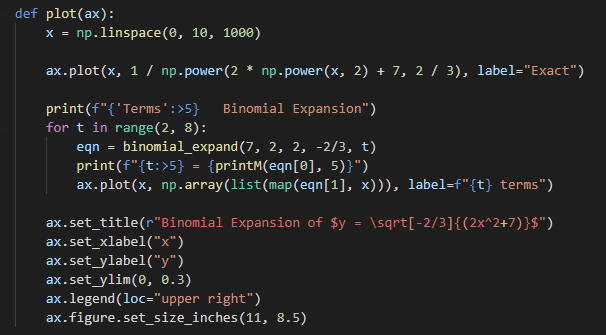 def plot(ax):
    x = np.linspace(0, 10, 1000)
    ax.plot(x, 1 / np.power(2 * np.power(x, 2) + 7, 2 / 3), label="Exact")
    print(f"{'Terms':>5}   Binomial Expansion")
    for t in range(2, 8):
        eqn = binomial_expand(7, 2, 2, -2/3, t)
        print(f"{t:>5} = {printM(eqn[0], 5)}")
        ax.plot(x, np.array(list(map(eqn[1], x))), label=f"{t} terms")
    ax.set_title(r"Binomial Expansion of $y = \sqrt[-2/3]{(2x^2+7)}$")
    ax.set_xlabel("x")
    ax.set_ylabel("y")
    ax.set_ylim(0, 0.3)
    ax.legend(loc="upper right")
    ax.figure.set_size_inches(11, 8.5)